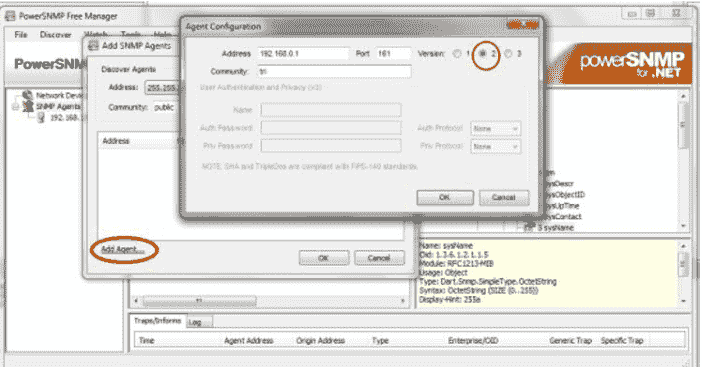 PowerSNMP Free Manager
File Discover Watch Tools Help
PowerSNMP
powerSNMP
for .NET
Network Devi
SNMP Agents
192.168.1
Add SNMP Agents
Discover Agents
Address: 255.255.
Community: public
Address
Add Agent...
OK Cancel
Agent Configuration
Address 192.168.0.1 Port 161 Version: 1 2 3
Community:
User Authentication and Privacy (v3)
Name
Auth Password Auth Protocol None
Priv Password Priv Protocol None
NOTE: SHA and TripleDes are compliant with FIPS-140 standards.
OK Cancel
sysDescr
sysObjectID
sysUpTime
sysContact
sysName
Name: sysName
Oid: 1.3.6.1.2.1.1.5
Module: RFC1213-MIB
Usage: Object
Type: Dart.Snmp.SimpleType.OctetString
Syntax: OctetString (SIZE (0..255))
Display-Hint: 255a
Traps/Informs Log
Time Agent Address Origin Address Type Enterprise/OID Generic Trap Specific Trap